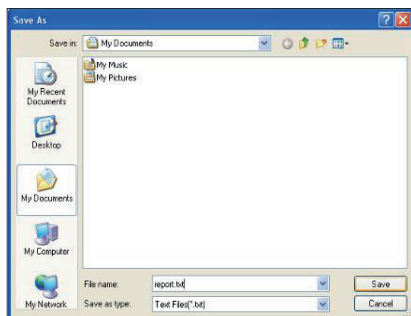 Save As
Save in: My Documents
My Music
My Pictures
My Recent
Documents
Desktop
My Documents
My Computer
My Network
File name: report.txt
Save
Save as type: Text Files(*.txt)
Cancel